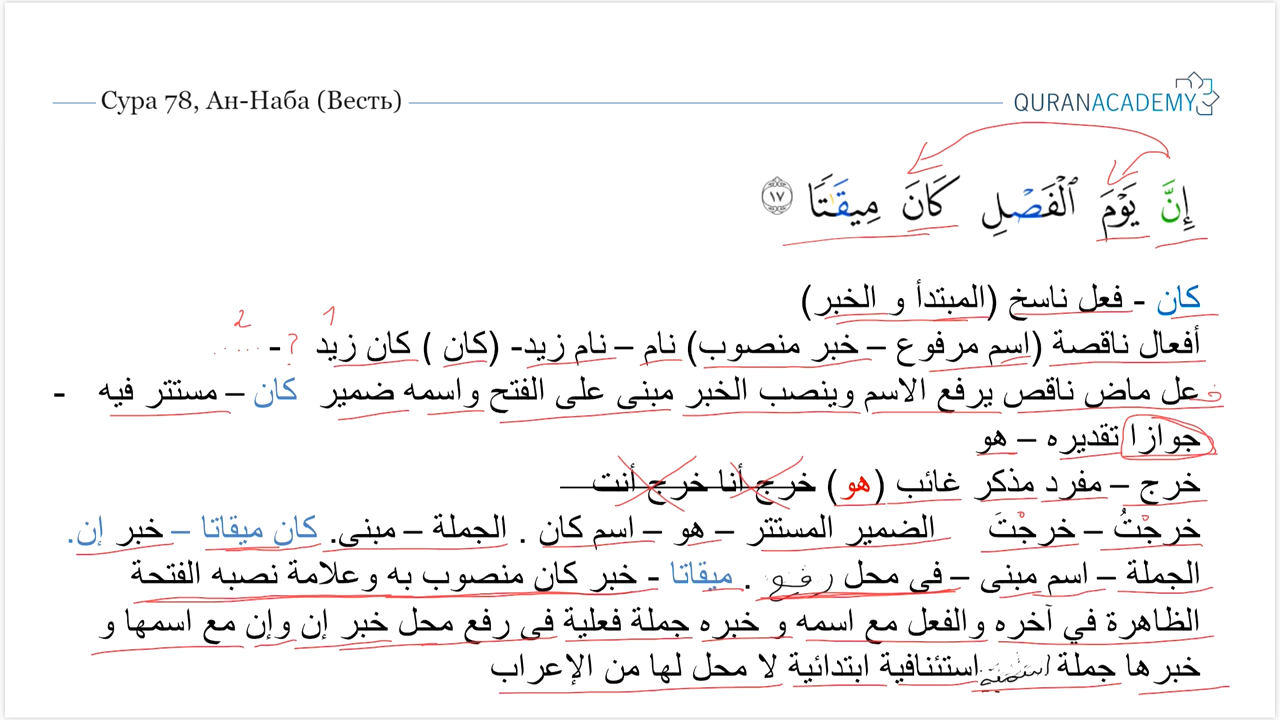 Сура 78, Ан-Наба (Весть)
QURANACADEMY
إِنَّ يَوْمَ ٱلْفَصْلِ كَانَ مِيقَٰتًا ١٧
كان - فعل ناسخ (المبتدأ و الخبر)
2 1
أفعال ناقصة (اسم مرفوع – خبر منصوب) نام – نام زيد- (كان ) كان زيد ? -
عل ماض ناقص يرفع الاسم وينصب الخبر مبنى على الفتح واسمه ضمير كان – مستتر فيه -
جوازا تقديره – هو
خرج – مفرد مذكر غائب (هو) خرج أنا خرج أنت
خرجْتُ – خرجْتَ الضمير المستتر – هو – اسم كان . الجملة – مبنى. كان ميقاتا – خبر إن.
الجملة – اسم مبنى – فى محل رفع . ميقاتا - خبر كان منصوب به وعلامة نصبه الفتحة
الظاهرة في آخره والفعل مع اسمه و خبره جملة فعلية فى رفع محل خبر إن وإن مع اسمها و
خبرها جملة استئنافية ابتدائية لا محل لها من الإعراب